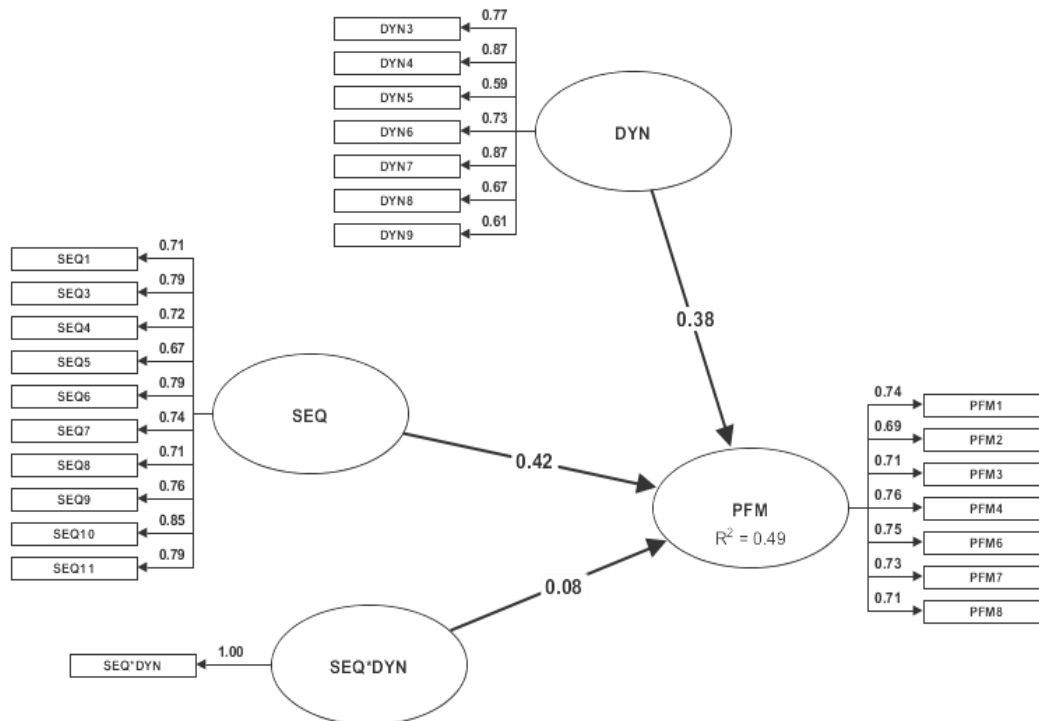 0.77
DYN3
0.87
DYN4
0.59
DYN5
0.73
DYN6
0.87
DYN7
0.67
DYN8
0.61
DYN9
DYN
0.38
0.71
SEQ1
0.79
SEQ3
0.72
SEQ4
0.67
SEQ5
0.79
SEQ6
0.74
SEQ7
0.71
SEQ8
0.76
SEQ9
0.85
SEQ10
0.79
SEQ11
SEQ
0.42
0.74
PFM1
0.69
PFM2
0.71
PFM3
0.76
PFM4
0.75
PFM6
0.73
PFM7
0.71
PFM8
PFM
R² = 0.49
0.08
1.00
SEQ*DYN
SEQ*DYN